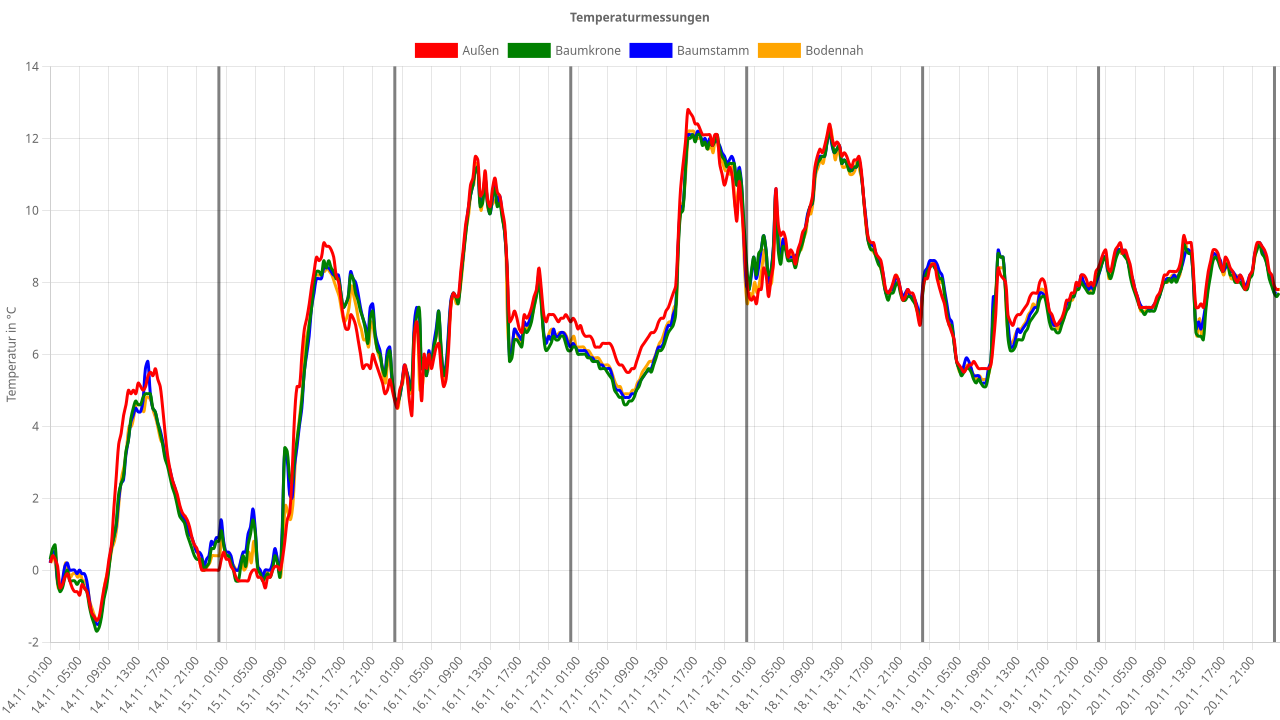 Temperaturmessungen
Außen Baumkrone Baumstamm Bodennah
Temperatur in °C
14
12
10
8
6
4
2
0
-2
14.11 - 01:00
14.11 - 05:00
14.11 - 09:00
14.11 - 13:00
14.11 - 17:00
14.11 - 21:00
15.11 - 01:00
15.11 - 05:00
15.11 - 09:00
15.11 - 13:00
15.11 - 17:00
15.11 - 21:00
16.11 - 01:00
16.11 - 05:00
16.11 - 09:00
16.11 - 13:00
16.11 - 17:00
16.11 - 21:00
17.11 - 01:00
17.11 - 05:00
17.11 - 09:00
17.11 - 13:00
17.11 - 17:00
17.11 - 21:00
18.11 - 01:00
18.11 - 05:00
18.11 - 09:00
18.11 - 13:00
18.11 - 17:00
18.11 - 21:00
19.11 - 01:00
19.11 - 05:00
19.11 - 09:00
19.11 - 13:00
19.11 - 17:00
19.11 - 21:00
20.11 - 01:00
20.11 - 05:00
20.11 - 09:00
20.11 - 13:00
20.11 - 17:00
20.11 - 21:00